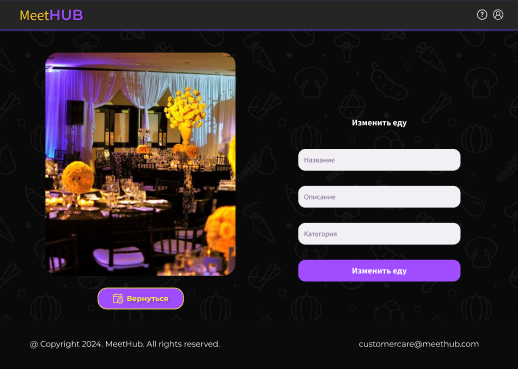 MeetHUB
Изменить еду
Название
Описание
Категория
Изменить еду
Вернуться
@ Copyright 2024. MeetHub. All rights reserved.
customercare@meethub.com